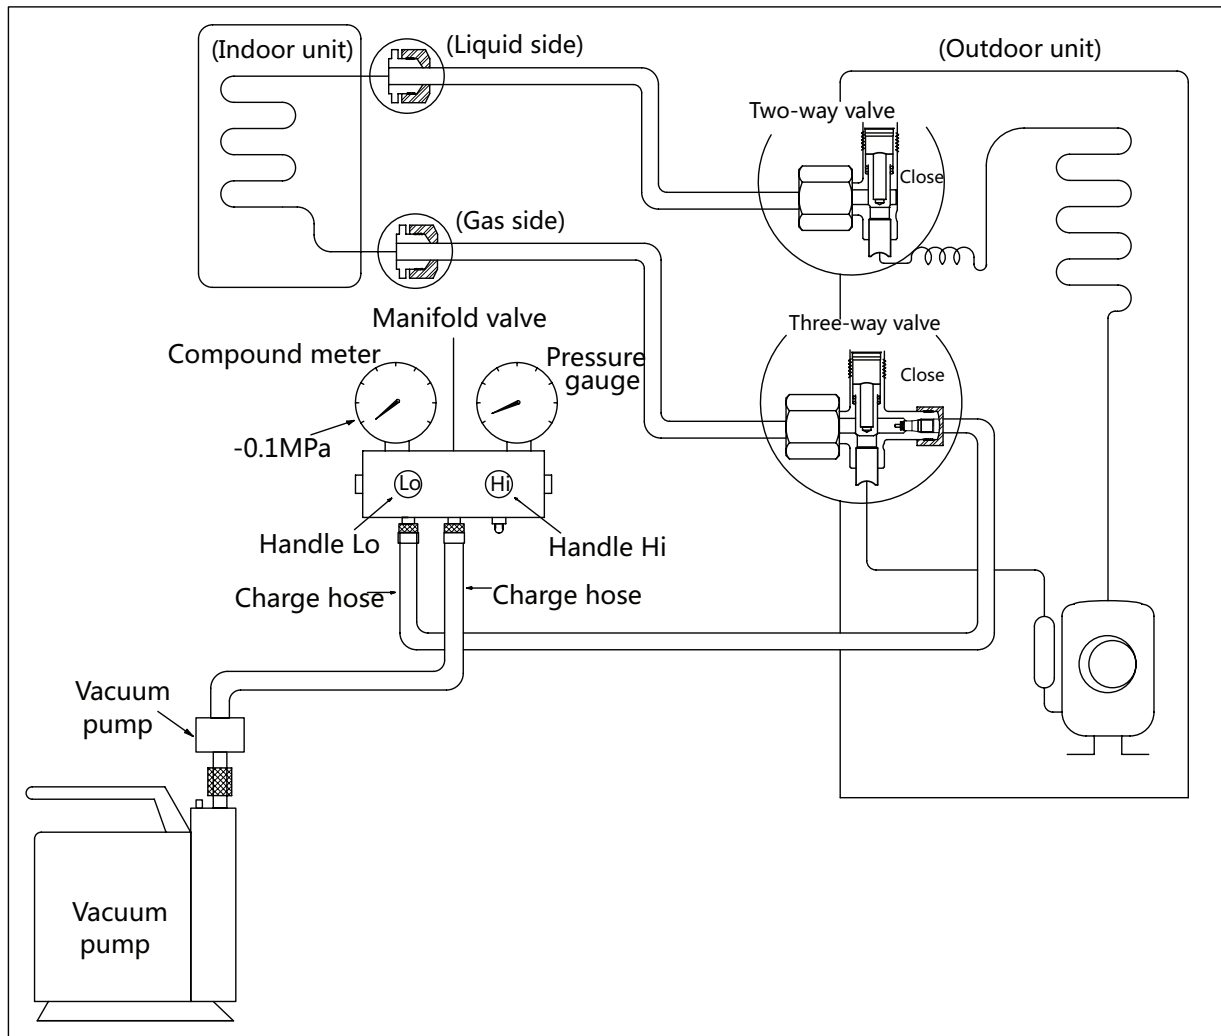 (Indoor unit)
(Liquid side)
(Outdoor unit)
Two-way valve
Close
(Gas side)
Manifold valve
Three-way valve
Compound meter
Pressure
gauge
Close
-0.1MPa
Lo
Hi
Handle Lo
Handle Hi
Charge hose
Charge hose
Vacuum
pump
Vacuum
pump